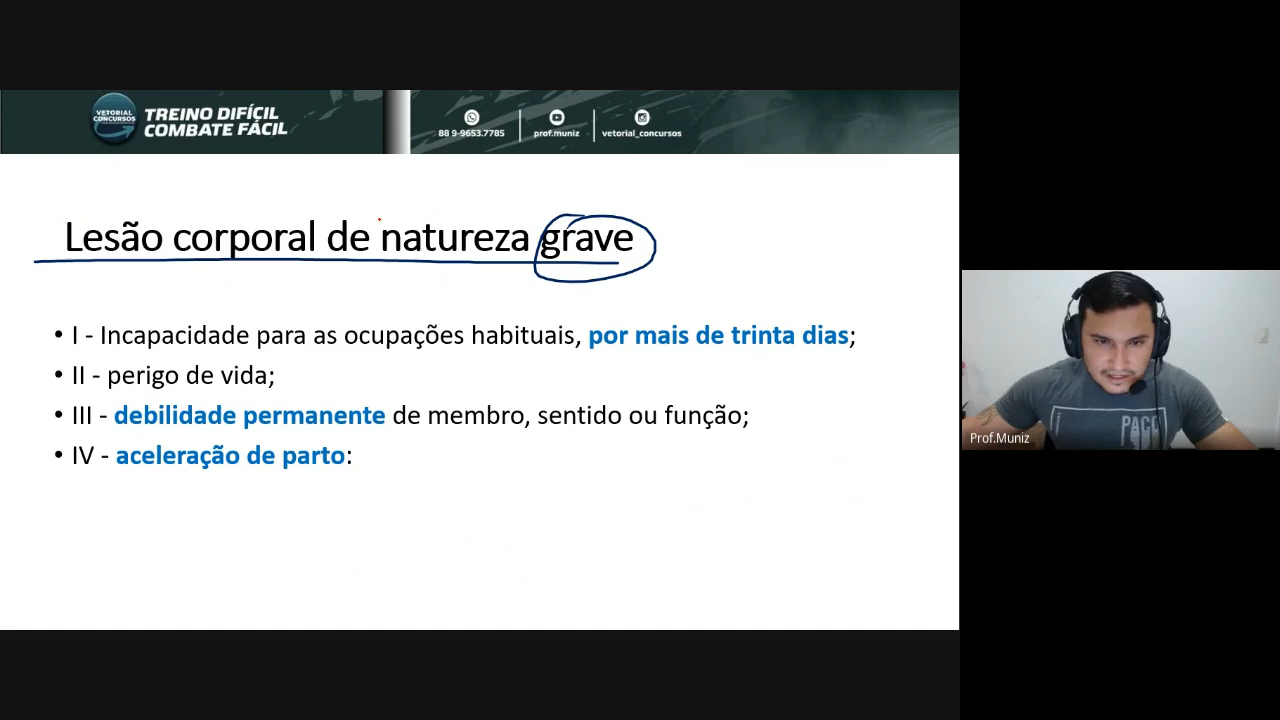 VETORIAL
CONCURSOS
TREINO DIFÍCIL
COMBATE FÁCIL
88 9-9653.7785
prof.muniz
vetorial_concursos
Lesão corporal de natureza grave
• I - Incapacidade para as ocupações habituais, por mais de trinta dias;
• II - perigo de vida;
• III - debilidade permanente de membro, sentido ou função;
• IV - aceleração de parto:
PACO
Prof.Muniz